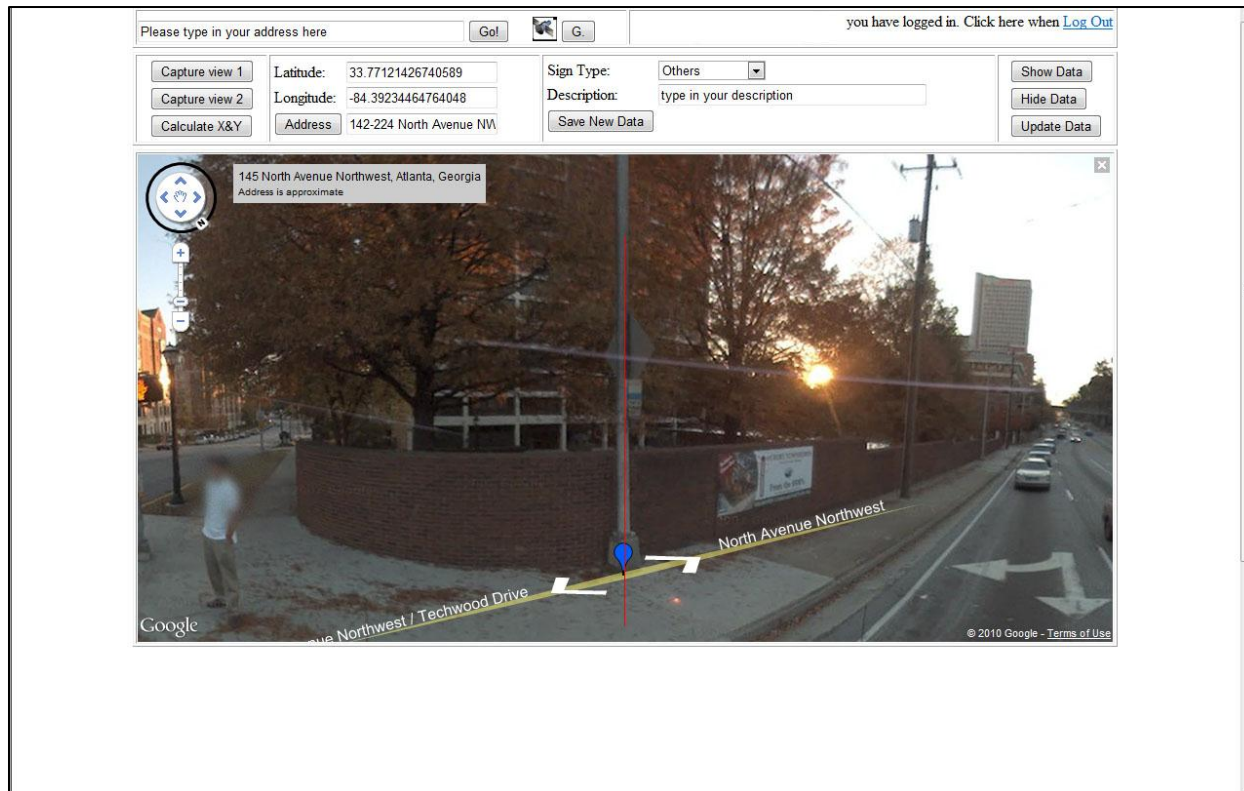 Please type in your address here
Go!
G.
you have logged in. Click here when Log Out
Capture view 1
Capture view 2
Calculate X&Y
Latitude: 33.77121426740589
Longitude: -84.39234464764048
Address 142-224 North Avenue NW
Sign Type: Others
Description: type in your description
Save New Data
Show Data
Hide Data
Update Data
145 North Avenue Northwest, Atlanta, Georgia
Address is approximate
N
North Avenue Northwest
nue Northwest / Techwood Drive
Google
© 2010 Google - Terms of Use